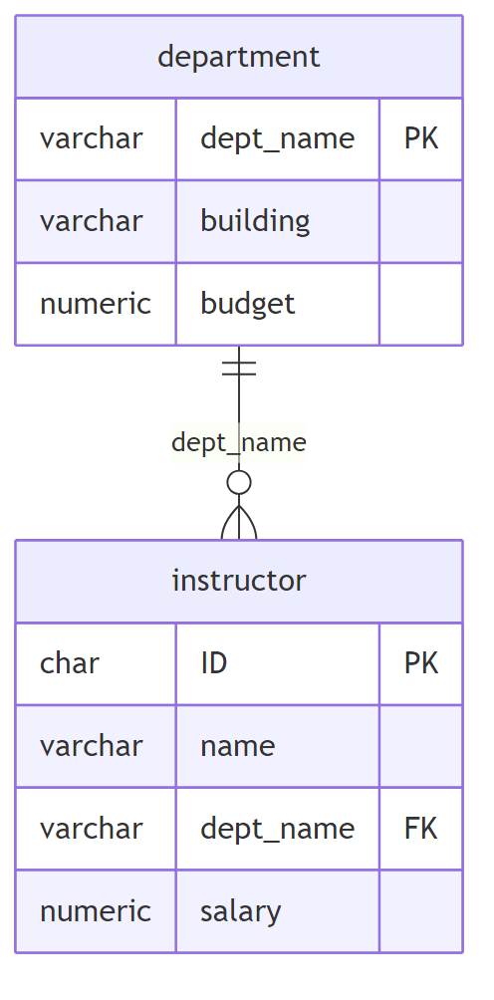 department
varchar dept_name PK
varchar building
numeric budget
dept_name
instructor
char ID PK
varchar name
varchar dept_name FK
numeric salary